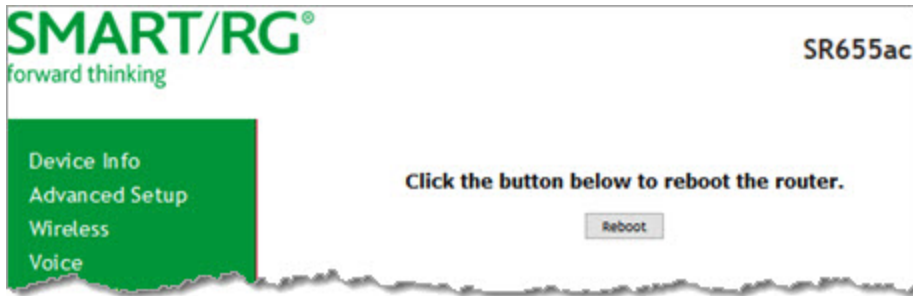 SMART/RG®
forward thinking
SR655ac
Device Info
Advanced Setup
Wireless
Voice
Click the button below to reboot the router.
Reboot